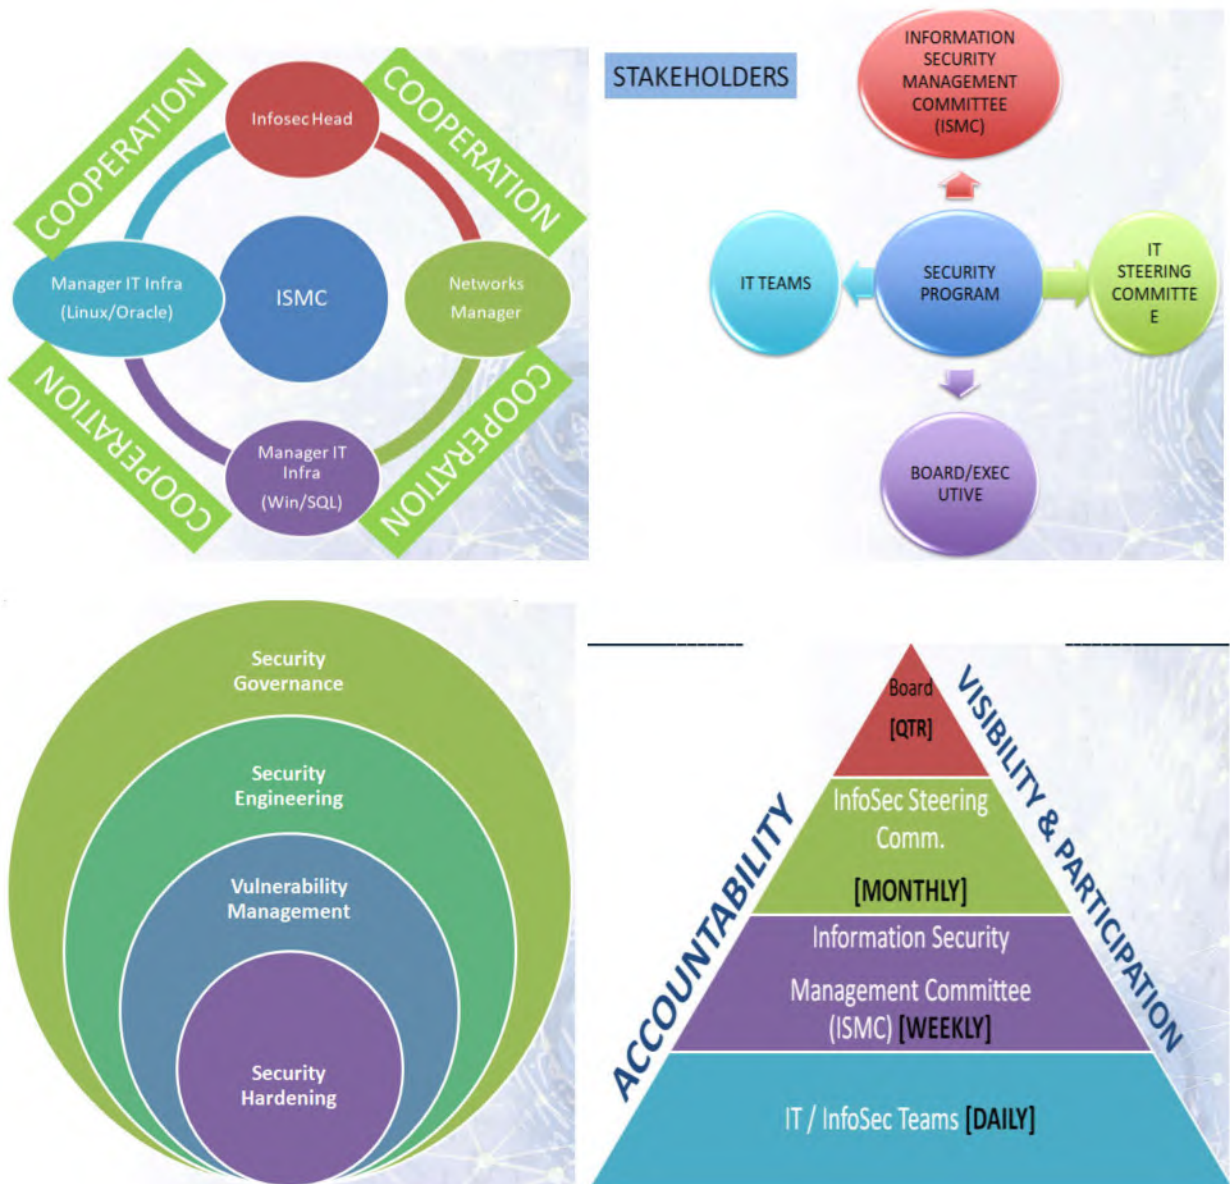 COOPERATION
COOPERATION
Infosec Head
Manager IT Infra
(Linux/Oracle)
ISMC
Networks
Manager
Manager IT
Infra
(Win/SQL)
COOPERATION
COOPERATION
STAKEHOLDERS
INFORMATION
SECURITY
MANAGEMENT
COMMITTEE
(ISMC)
IT TEAMS
SECURITY
PROGRAM
IT
STEERING
COMMITTE
E
BOARD/EXEC
UTIVE
Security
Governance
Security
Engineering
Vulnerability
Management
Security
Hardening
ACCOUNTABILITY
VISIBILITY & PARTICIPATION
Board
[QTR]
InfoSec Steering
Comm.
[MONTHLY]
Information Security
Management Committee
(ISMC) [WEEKLY]
IT / InfoSec Teams [DAILY]